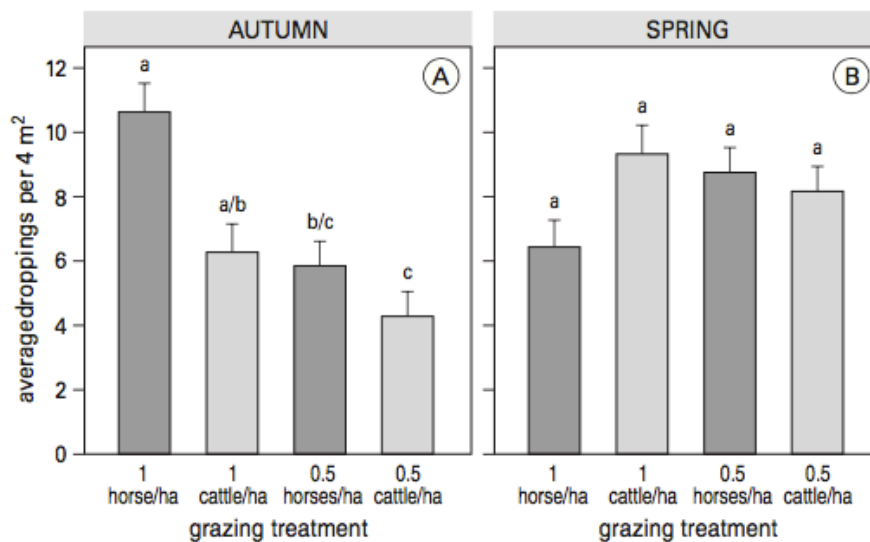 AUTUMN
SPRING
averagedroppings per 4 m²
12
10
8
6
4
2
0
A
a
a/b
b/c
c
B
a
a
a
a
1
horse/ha
1
cattle/ha
0.5
horses/ha
0.5
cattle/ha
1
horse/ha
1
cattle/ha
0.5
horses/ha
0.5
cattle/ha
grazing treatment
grazing treatment